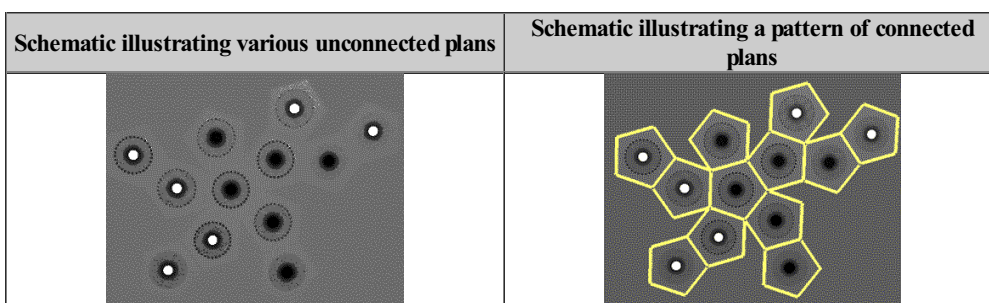 Schematic illustrating various unconnected plans
Schematic illustrating a pattern of connected
plans